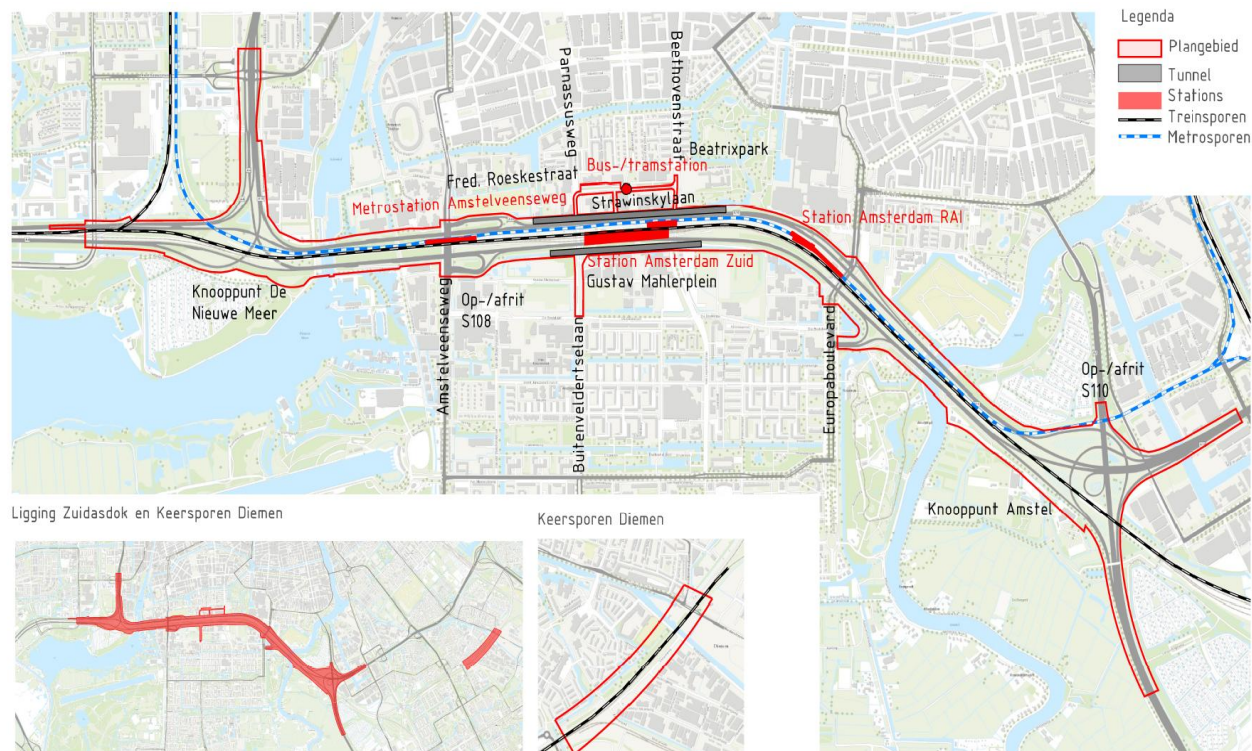 Legenda
Plangebied
Tunnel
Stations
Treinsporen
Metrosporen
Parnassusweg
Beethovenstraat
Beatrixpark
Bus-/tramstation
Fred. Roeskestraat
Strawinskylaan
Metrostation Amstelveenseweg
Station Amsterdam RAI
Station Amsterdam Zuid
Gustav Mahlerplein
Knooppunt De
Nieuwe Meer
Op-/afrit
S108
Amstelveenseweg
Buitenveldertselaan
Europaboulevard
Op-/afrit
S110
Knooppunt Amstel
Ligging Zuidasdok en Keersporen Diemen
Keersporen Diemen